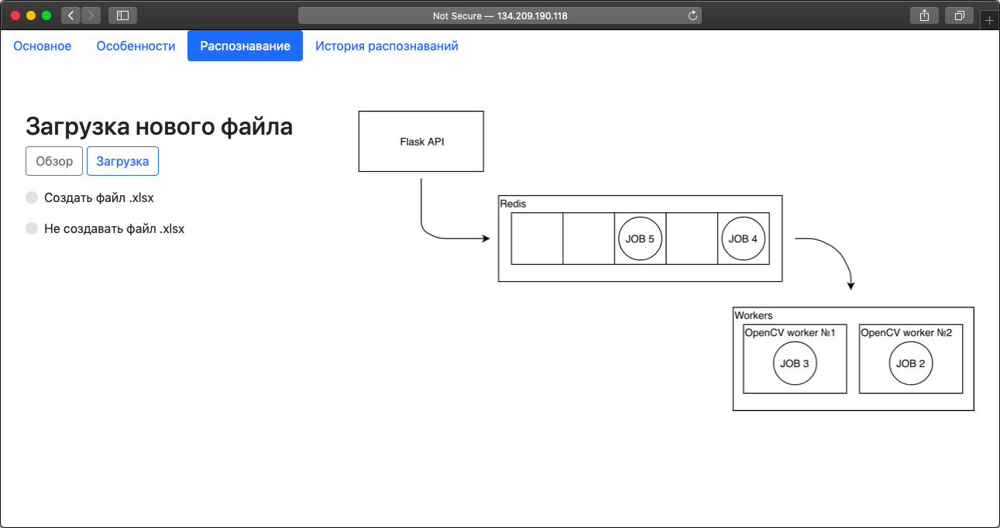 Not Secure — 134.209.190.118
Основное Особенности Распознавание История распознаваний
Загрузка нового файла
Обзор Загрузка
Создать файл .xlsx
Не создавать файл .xlsx
Flask API
Redis
JOB 5 JOB 4
Workers
OpenCV worker №1 OpenCV worker №2
JOB 3 JOB 2